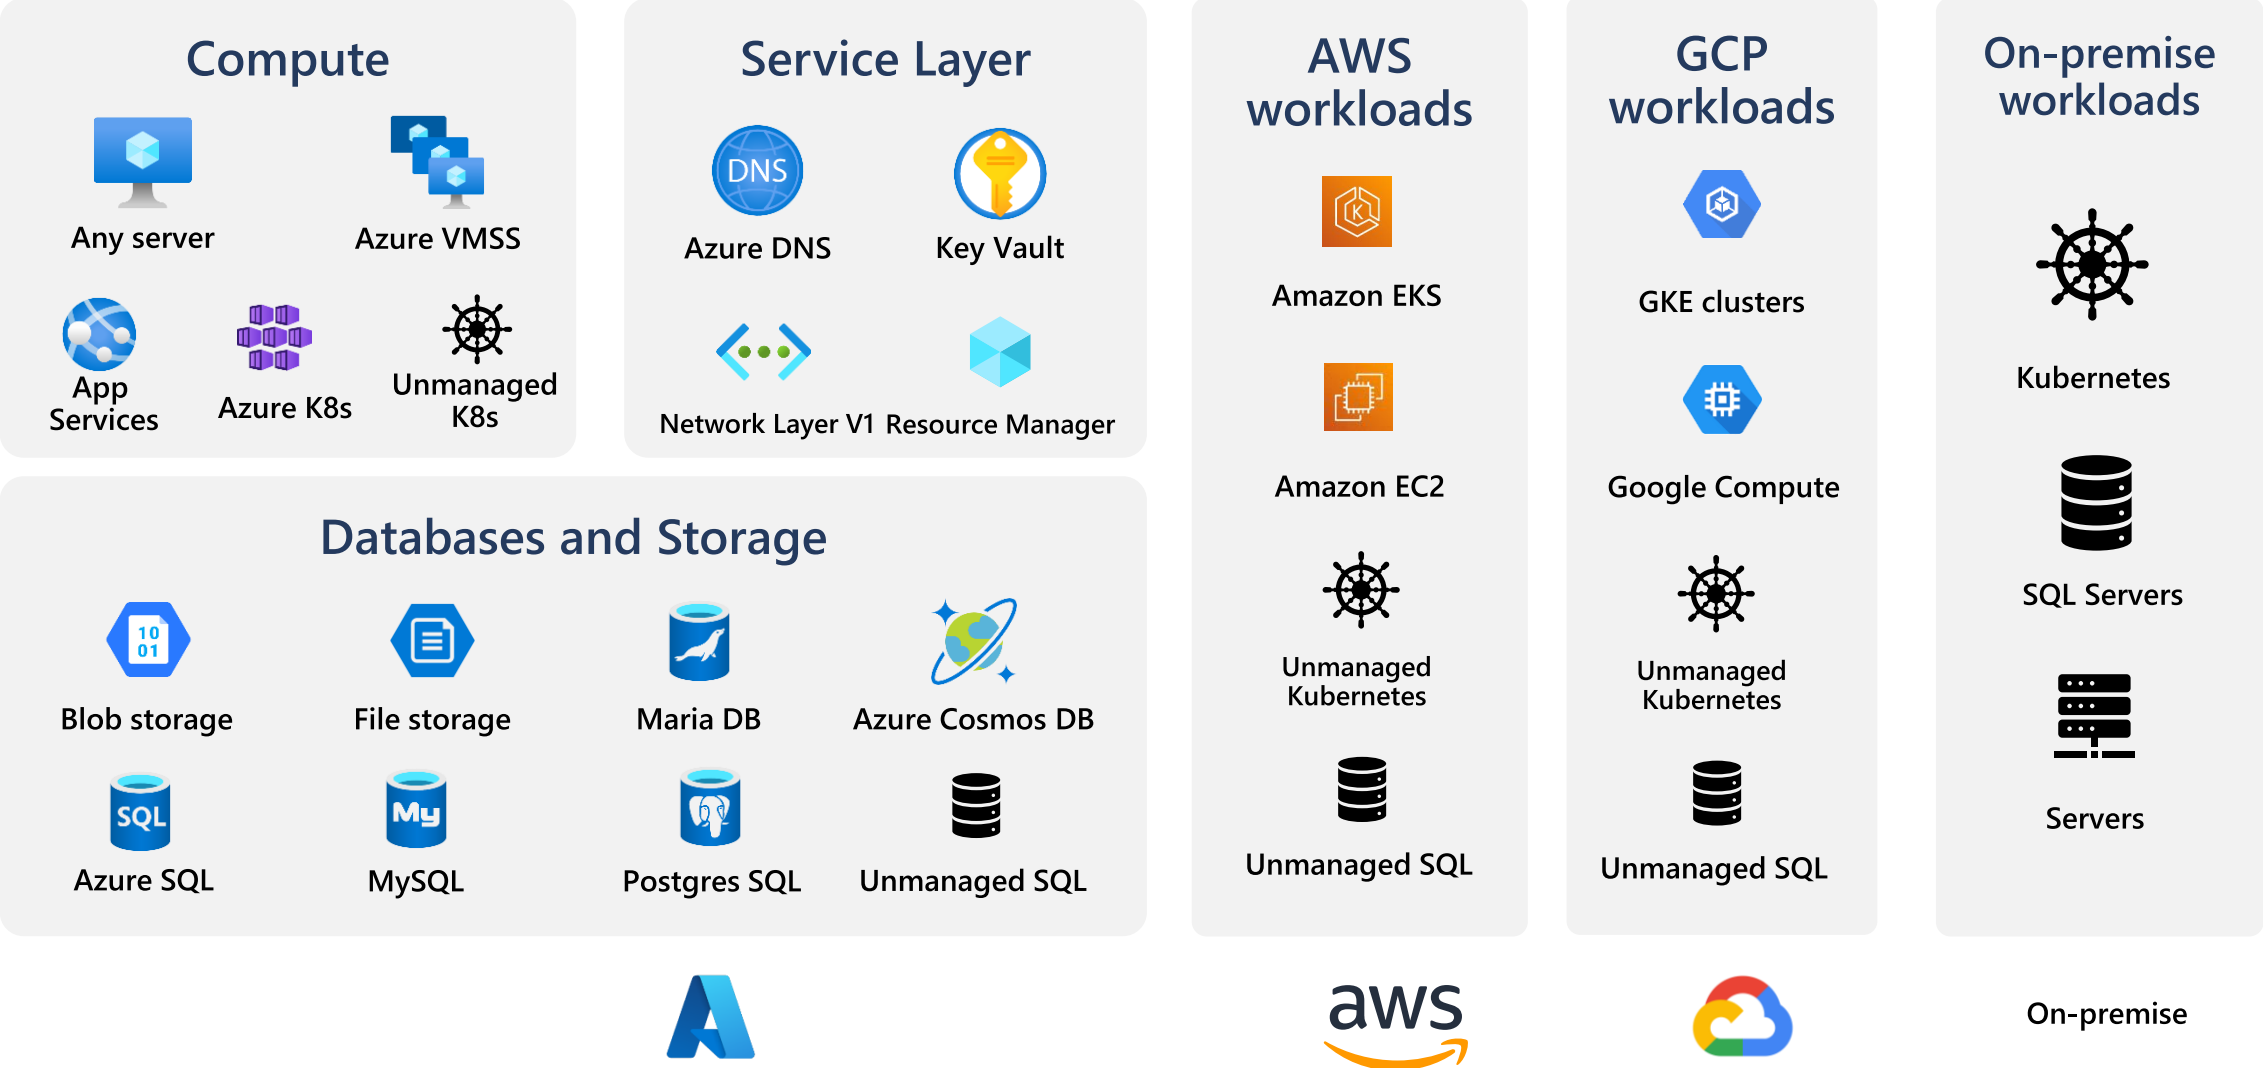 Compute
Any server
Azure VMSS
App
Services
Azure K8s
Unmanaged
K8s
Service Layer
DNS
Azure DNS
Key Vault
Network Layer V1
Resource Manager
Databases and Storage
10
01
Blob storage
File storage
Maria DB
Azure Cosmos DB
SQL
Azure SQL
My
MySQL
Postgres SQL
Unmanaged SQL
AWS
workloads
K
Amazon EKS
Amazon EC2
Unmanaged
Kubernetes
Unmanaged SQL
aws
GCP
workloads
GKE clusters
Google Compute
Unmanaged
Kubernetes
Unmanaged SQL
On-premise
workloads
Kubernetes
SQL Servers
Servers
On-premise